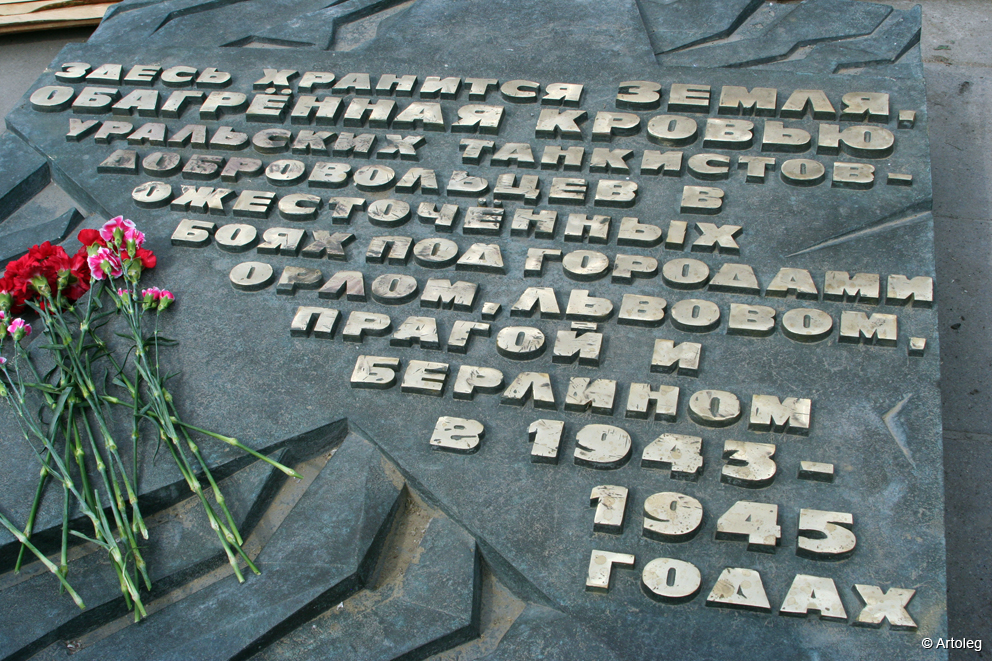 ЗДЕСЬ ХРАНИТСЯ ЗЕМЛЯ,
ОБАГРЁННАЯ КРОВЬЮ
УРАЛЬСКИХ ТАНКИСТОВ-
ДОБРОВОЛЬЦЕВ В
ОЖЕСТОЧЁННЫХ
БОЯХ ПОД ГОРОДАМИ
ОРЛОМ, ЛЬВОВОМ,
ПРАГОЙ И
БЕРЛИНОМ
В 1943-
1945
ГОДАХ
© Artoleg